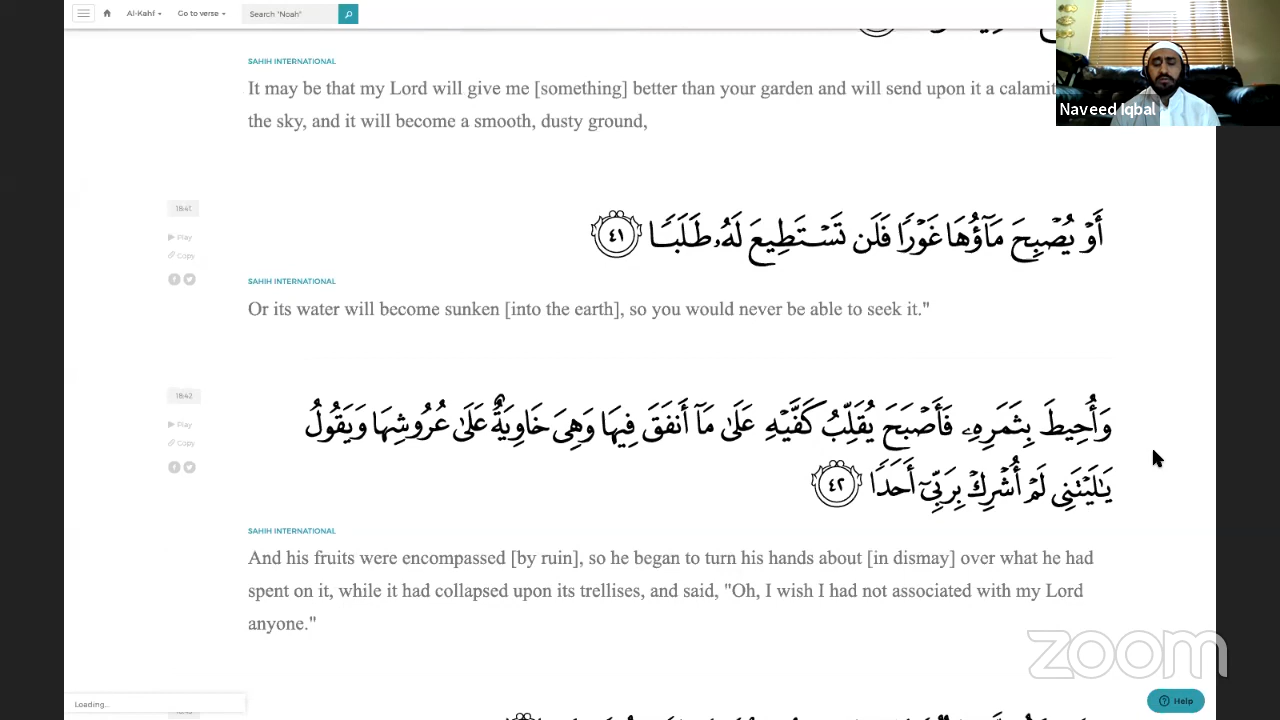 Al-Kahf
Go to verse
Search "Noah"
SAHIH INTERNATIONAL
It may be that my Lord will give me [something] better than your garden and will send upon it a calamit
the sky, and it will become a smooth, dusty ground,
Naveed Iqbal
18:41
Play
Copy
أَوْ يُصْبِحَ مَآؤُهَا غَوْرًا فَلَن تَسْتَطِيعَ لَهُۥ طَلَبًا ٤١
SAHIH INTERNATIONAL
Or its water will become sunken [into the earth], so you would never be able to seek it."
18:42
Play
Copy
وَأُحِيطَ بِثَمَرِهِۦ فَأَصْبَحَ يُقَلِّبُ كَفَّيْهِ عَلَىٰ مَآ أَنفَقَ فِيهَا وَهِىَ خَاوِيَةٌ عَلَىٰ عُرُوشِهَا وَيَقُولُ
يَـٰلَيْتَنِى لَمْ أُشْرِكْ بِرَبِّىٓ أَحَدًا ٤٢
SAHIH INTERNATIONAL
And his fruits were encompassed [by ruin], so he began to turn his hands about [in dismay] over what he had
spent on it, while it had collapsed upon its trellises, and said, "Oh, I wish I had not associated with my Lord
anyone."
zoom
Loading...
Help